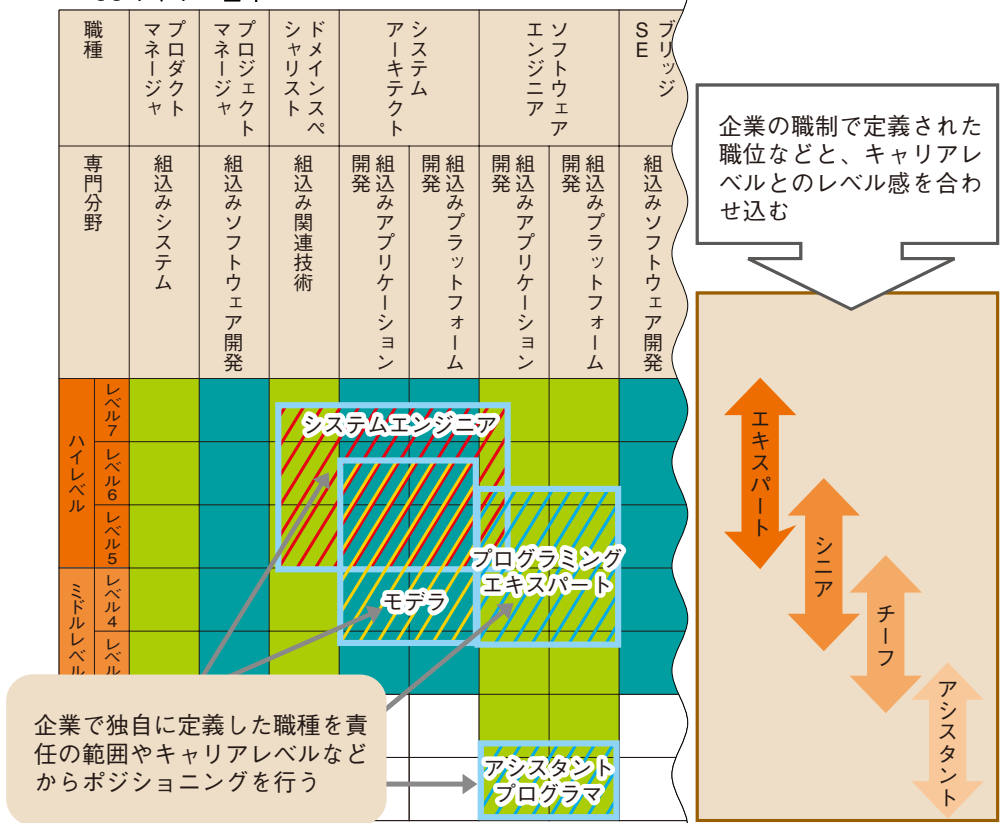 職種
プロダクト
マネージャ
プロジェクト
マネージャ
ドメインスペ
シャリスト
システム
アーキテクト
ソフトウェア
エンジニア
ブリッジ
SE
専門分野
組込みシステム
組込みソフトウェア開発
組込み関連技術
組込みアプリケーション
開発
組込みプラットフォーム
開発
組込みアプリケーション
開発
組込みプラットフォーム
開発
組込みソフトウェア開発
ハイレベル
レベル7
レベル6
レベル5
ミドルレベル
レベル4
レベル
システムエンジニア
モデラ
プログラミング
エキスパート
アシスタント
プログラマ
企業で独自に定義した職種を責
任の範囲やキャリアレベルなど
からポジショニングを行う
企業の職制で定義された
職位などと、キャリアレ
ベルとのレベル感を合わ
せ込む
エキスパート
シニア
チーフ
アシスタント